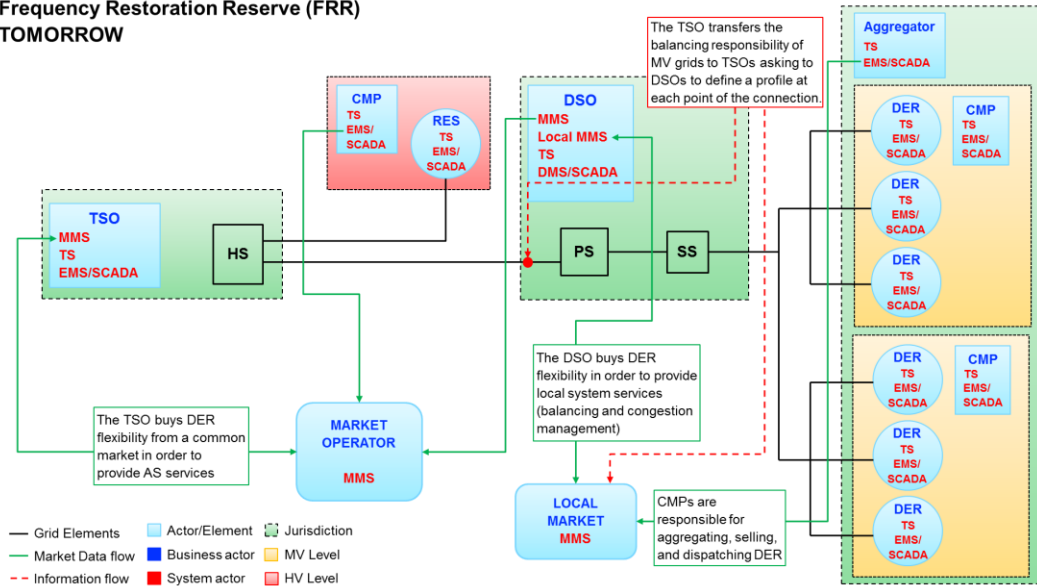 Frequency Restoration Reserve (FRR)
TOMORROW
The TSO transfers the
balancing responsibility of
MV grids to TSOs asking to
DSOs to define a profile at
each point of the connection.
Aggregator
TS
EMS/SCADA
CMP
TS
EMS/
SCADA
RES
TS
EMS/
SCADA
DSO
MMS
Local MMS
TS
DMS/SCADA
DER
TS
EMS/
SCADA
CMP
TS
EMS/
SCADA
DER
TS
EMS/
SCADA
DER
TS
EMS/
SCADA
TSO
MMS
TS
EMS/SCADA
HS
PS
SS
DER
TS
EMS/
SCADA
CMP
TS
EMS/
SCADA
DER
TS
EMS/
SCADA
DER
TS
EMS/
SCADA
The DSO buys DER
flexibility in order to provide
local system services
(balancing and congestion
management)
The TSO buys DER
flexibility from a common
market in order to
provide AS services
MARKET
OPERATOR
MMS
LOCAL
MARKET
MMS
CMPs are
responsible for
aggregating, selling,
and dispatching DER
Grid Elements
Actor/Element
Jurisdiction
Market Data flow
Business actor
MV Level
Information flow
System actor
HV Level